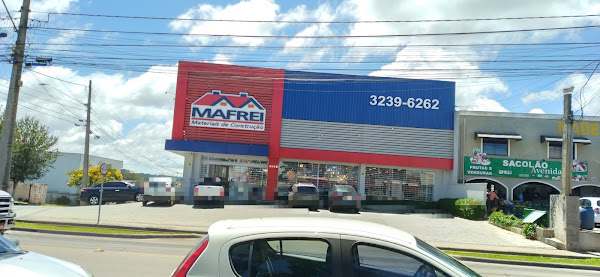 MAFREI
Materiais de Construção
3239-6262
SACOLÃO
Avenida
FRUTAS E
VERDURAS